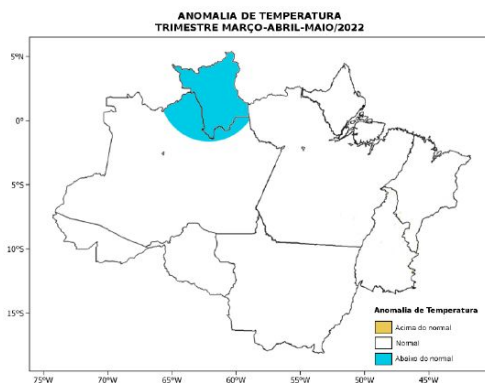 ANOMALIA DE TEMPERATURA
TRIMESTRE MARÇO-ABRIL-MAIO/2022
5°N
0°
5°S
10°S
15°S
Anomalia de Temperatura
Acima do normal
Normal
Abaixo do normal
75°W
70°W
65°W
60°W
55°W
50°W
45°W